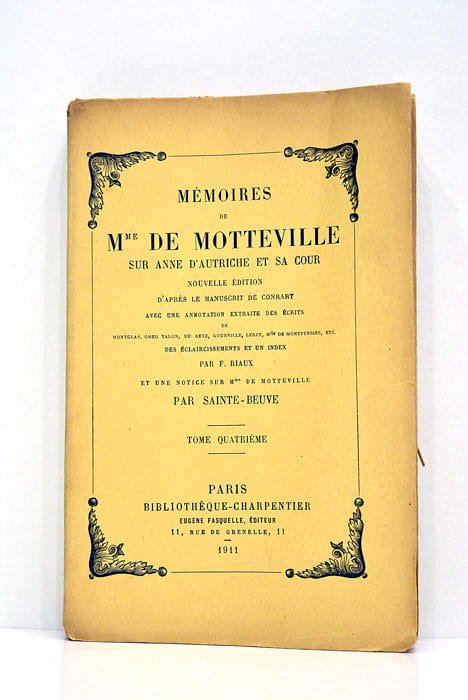 MÉMOIRES
DE
MME DE MOTTEVILLE
SUR ANNE D'AUTRICHE ET SA COUR
NOUVELLE ÉDITION
D'APRÈS LE MANUSCRIT DE CONRART
AVEC UNE ANNOTATION EXTRAITE DES ÉCRITS
DE
MONTGLAS, OMER TALON, DE RETZ, GOURVILLE, LENET, Mlle DE MONTPENSIER, ETC.
DES ÉCLAIRCISSEMENTS ET UN INDEX
PAR F. RIAUX
ET UNE NOTICE SUR Mme DE MOTTEVILLE
PAR SAINTE-BEUVE
TOME QUATRIÈME
PARIS
BIBLIOTHÈQUE-CHARPENTIER
EUGÈNE FASQUELLE, ÉDITEUR
11, RUE DE GRENELLE, 11
1911